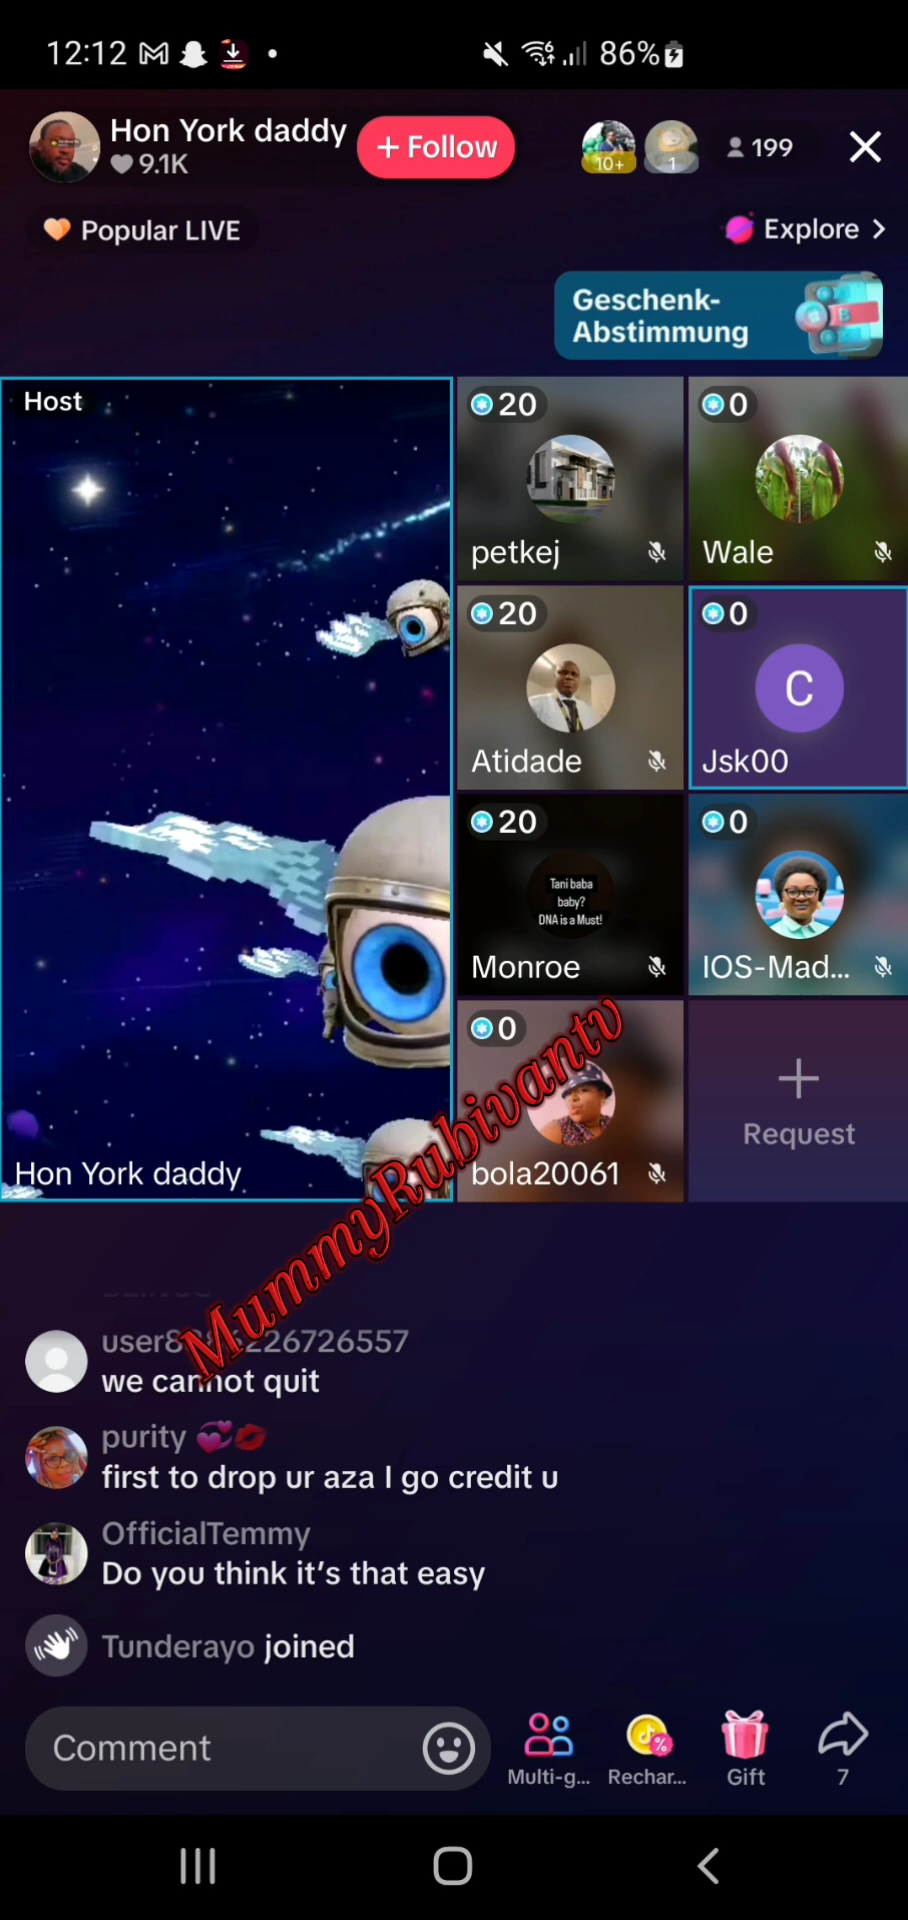 12:12
86%
Hon York daddy
9.1K
+ Follow
10+
1
199
Popular LIVE
Explore
Geschenk-
Abstimmung
Host
20
petkej
0
Wale
20
Atidade
0
Jsk00
C
20
Tani baba
baby?
DNA is a Must!
Monroe
0
IOS-Mad...
0
bola20061
Request
Hon York daddy
MummyRubivantv
we cannot quit
purity
first to drop ur aza I go credit u
OfficialTemmy
Do you think it's that easy
Tunderayo joined
Comment
Multi-g...
Rechar...
Gift
7